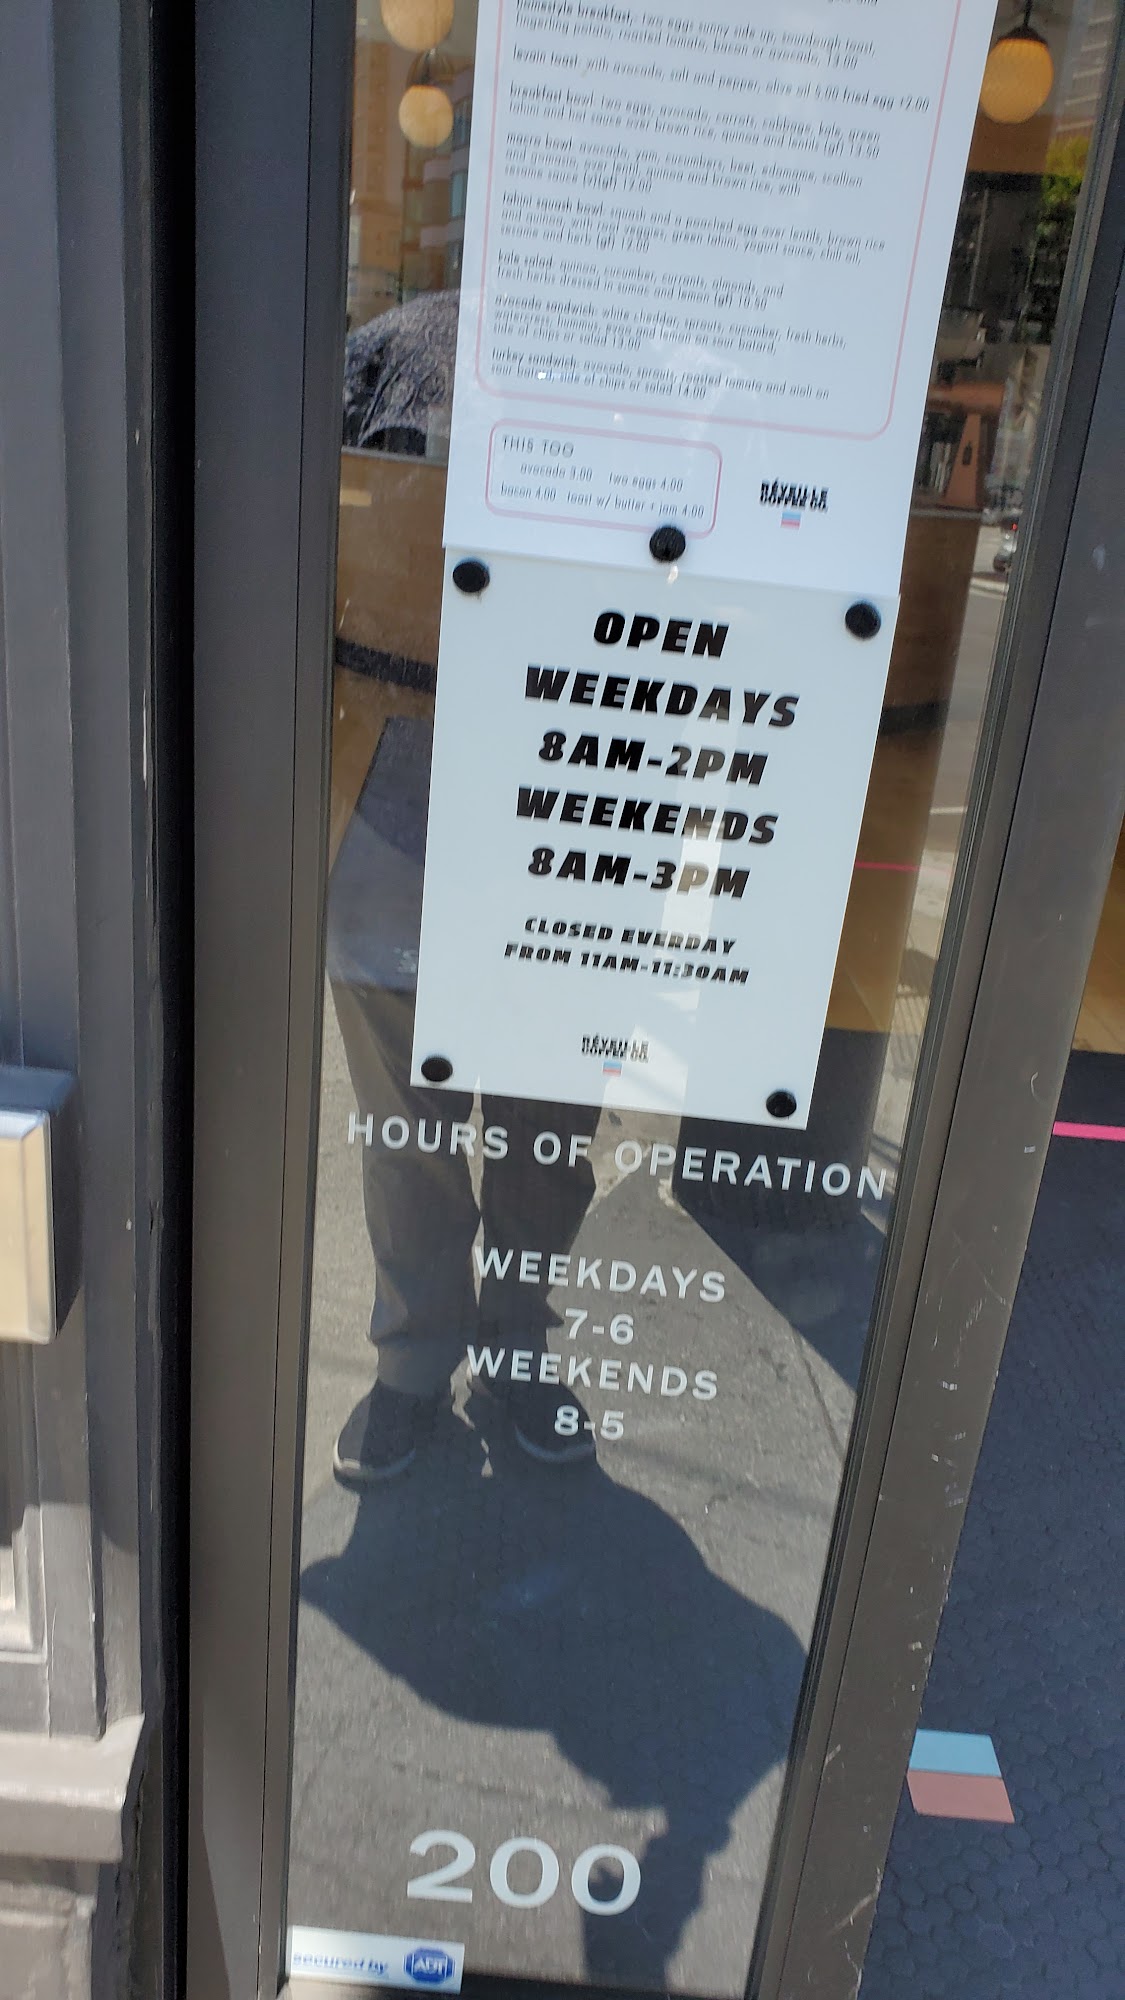 homestyle breakfast,- two eggs sunny side up, sourdough toast,
fingerling potato, roasted tomato, bacon or avocado, 13.00
levain toast- with avocado, salt and pepper, olive oil 5.00 fried egg +2.00
breakfast bowl- two eggs, avocado, carrots, cabbage, kale, green
tahini and hot sauce over brown rice, quinoa and lentils (gf) 13.50
macro bowl- avocado, yam, cucumbers, beet, edamame, scallion
and gomasio, over lentil, quinoa and brown rice, with
sesame sauce (v)(gf) 12.00
tahini squash bowl- squash and a poached egg over lentils, brown rice
and quinoa, with root veggies, green tahini, yogurt sauce, chili oil,
sesame and herb (gf) 12.00
kale salad- quinoa, cucumber, currants, almonds, and
fresh herbs dressed in sumac and lemon (gf) 10.50
avocado sandwich- white cheddar, sprouts, cucumber, fresh herbs,
watercress, hummus, evoo and lemon on sour batard,
side of chips or salad 13.00
turkey sandwich- avocado, sprouts, roasted tomato and aioli on
sour side of chips or salad 14.00
THIS TOO
avocado 3.00 two eggs 4.00
bacon 4.00 toast w/ butter + jam 4.00
RÉVEILLE
COFFEE CO.
OPEN
WEEKDAYS
8AM-2PM
WEEKENDS
8AM-3PM
CLOSED EVERDAY
FROM 11AM-11:30AM
RÉVEILLE
COFFEE CO.
HOURS OF OPERATION
WEEKDAYS
7-6
WEEKENDS
8-5
200
secured by ADT